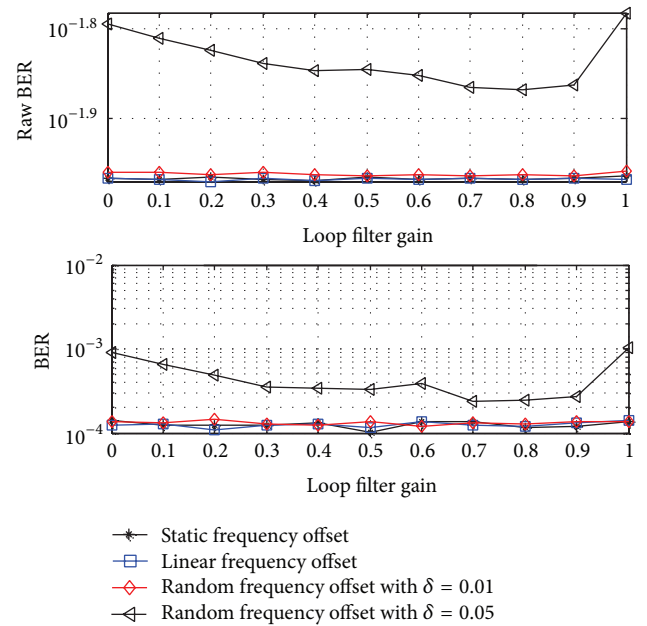 Raw BER
10^−1.8
10^−1.9
0 0.1 0.2 0.3 0.4 0.5 0.6 0.7 0.8 0.9 1
Loop filter gain
BER
10^−2
10^−3
10^−4
0 0.1 0.2 0.3 0.4 0.5 0.6 0.7 0.8 0.9 1
Loop filter gain
Static frequency offset
Linear frequency offset
Random frequency offset with δ = 0.01
Random frequency offset with δ = 0.05